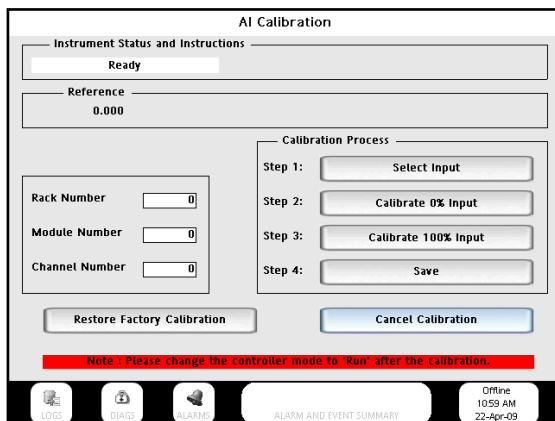 AI Calibration
Instrument Status and Instructions
Ready
Reference
0.000
Calibration Process
Step 1: Select Input
Rack Number 0
Step 2: Calibrate 0% Input
Module Number 0
Step 3: Calibrate 100% Input
Channel Number 0
Step 4: Save
Restore Factory Calibration
Cancel Calibration
Note : Please change the controller mode to 'Run' after the calibration.
LOGS
DIAGS
ALARMS
ALARM AND EVENT SUMMARY
Offline
10:59 AM
22-Apr-09